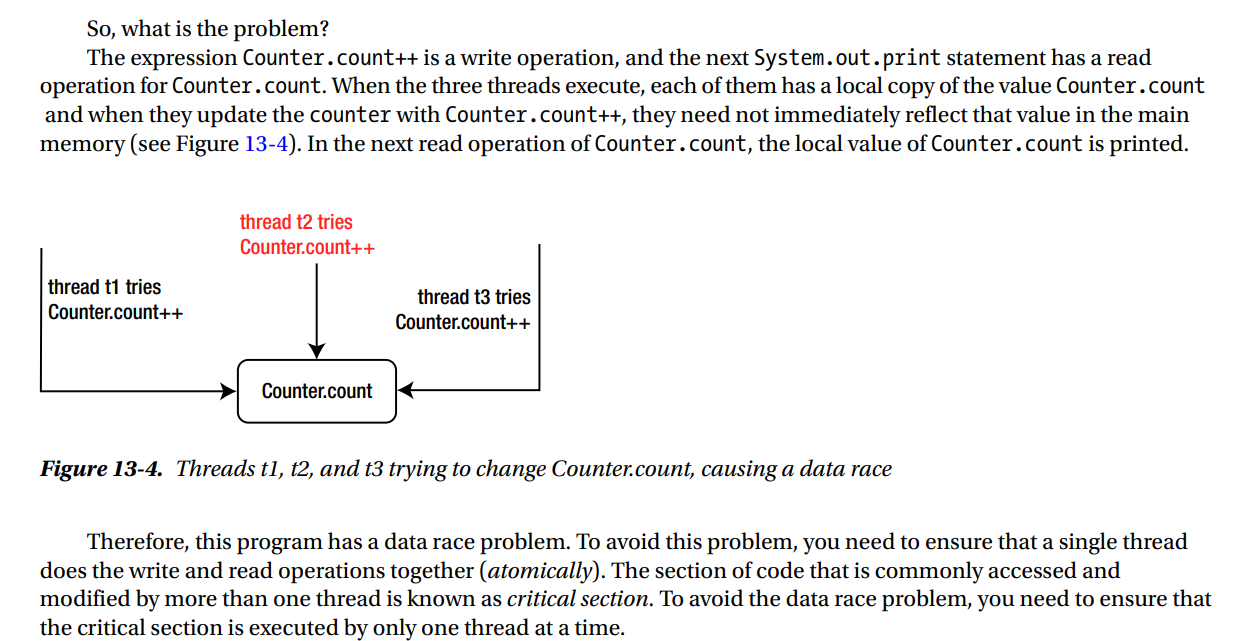 So, what is the problem?
The expression Counter.count++ is a write operation, and the next System.out.print statement has a read
operation for Counter.count. When the three threads execute, each of them has a local copy of the value Counter.count
and when they update the counter with Counter.count++, they need not immediately reflect that value in the main
memory (see Figure 13-4). In the next read operation of Counter.count, the local value of Counter.count is printed.
thread t2 tries
Counter.count++
thread t1 tries
Counter.count++
thread t3 tries
Counter.count++
Counter.count
Figure 13-4. Threads t1, t2, and t3 trying to change Counter.count, causing a data race
Therefore, this program has a data race problem. To avoid this problem, you need to ensure that a single thread
does the write and read operations together (atomically). The section of code that is commonly accessed and
modified by more than one thread is known as critical section. To avoid the data race problem, you need to ensure that
the critical section is executed by only one thread at a time.